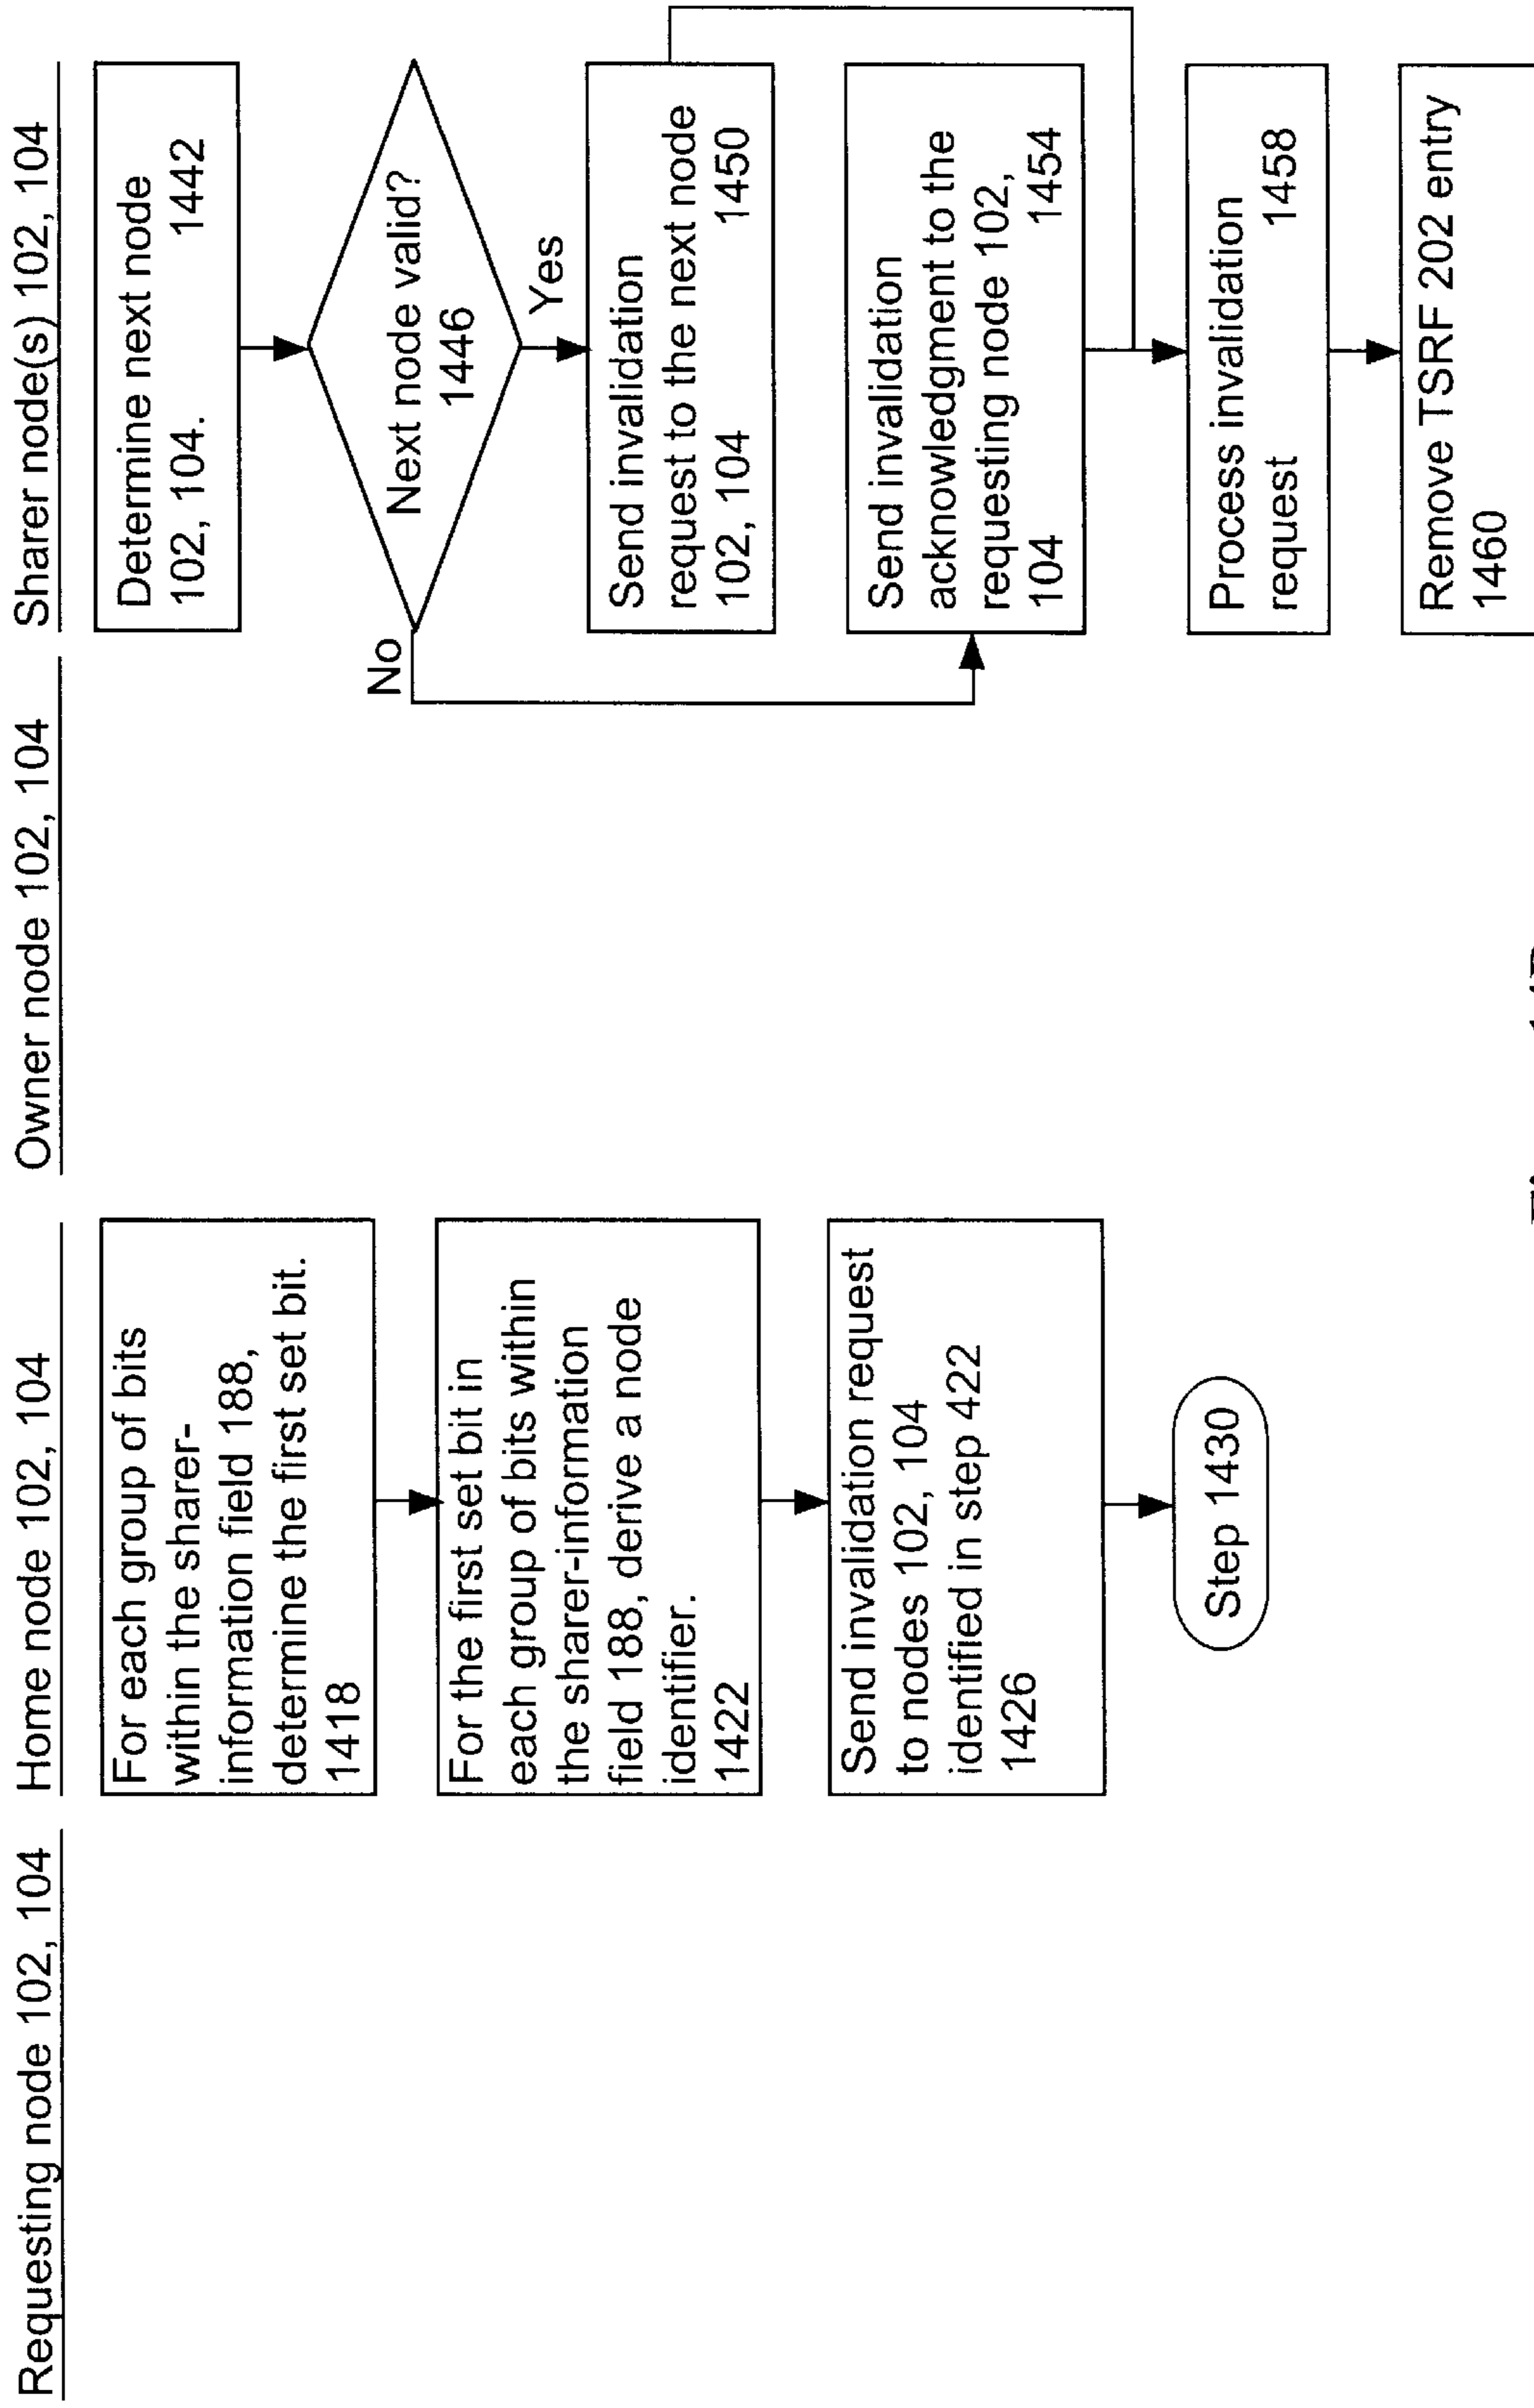 Requesting node 102, 104
Home node 102, 104
Owner node 102, 104
Sharer node(s) 102, 104
For each group of bits
within the sharer-
information field 188,
determine the first set bit.
1418
For the first set bit in
each group of bits within
the sharer-information
field 188, derive a node
identifier.
1422
Send invalidation request
to nodes 102, 104
identified in step 422
1426
Step 1430
Determine next node
102, 104. 1442
Next node valid?
1446
No
Yes
Send invalidation
request to the next node
102, 104 1450
Send invalidation
acknowledgment to the
requesting node 102,
104 1454
Process invalidation
request 1458
Remove TSRF 202 entry
1460